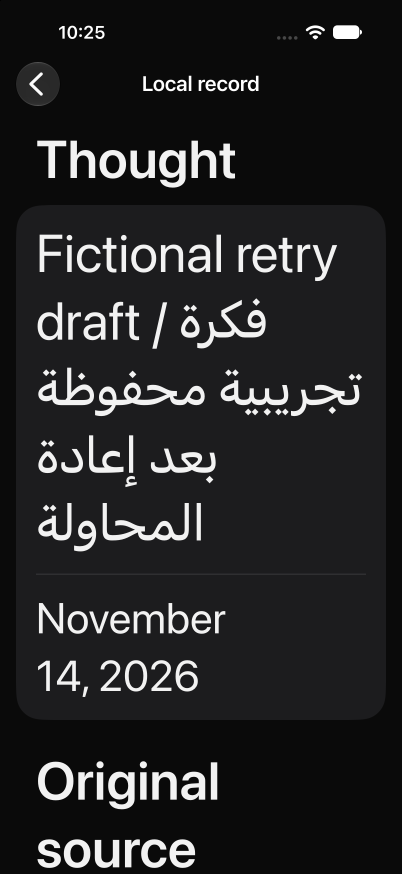 10:25
Local record
Thought
Fictional retry
draft / فكرة
تجريبية محفوظة
بعد إعادة
المحاولة
November
14, 2026
Original
source